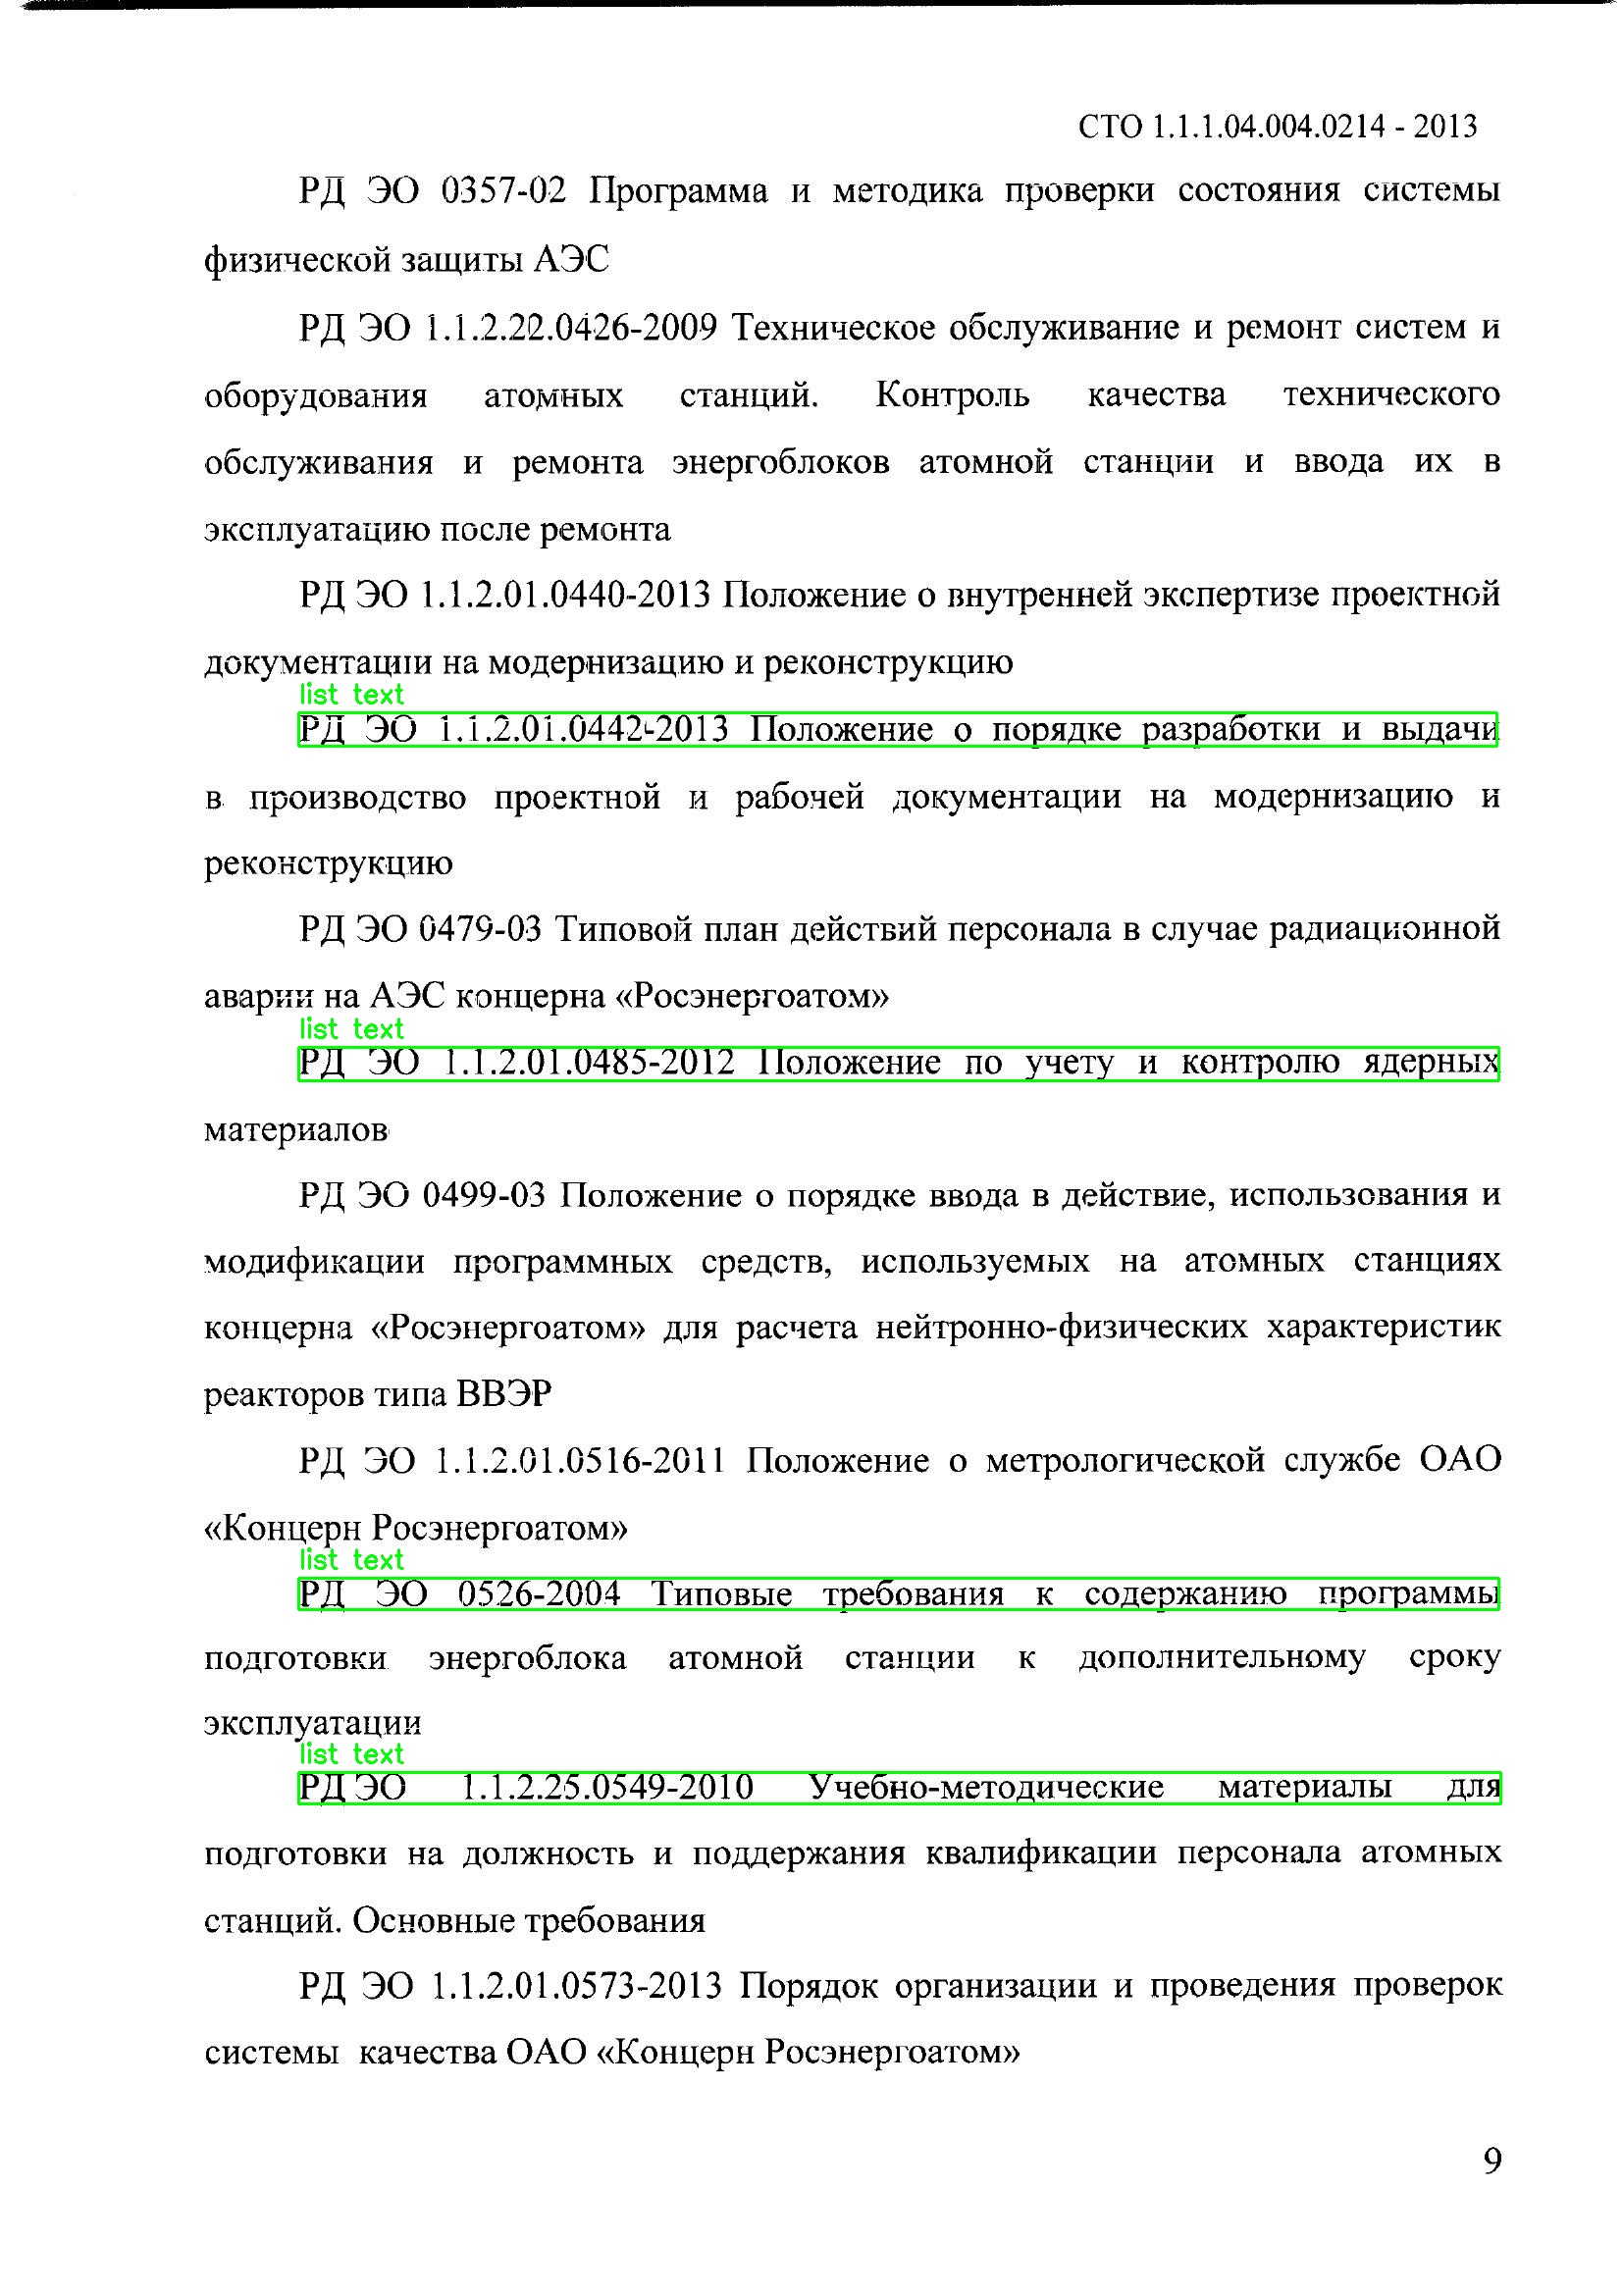 СТО 1.1.1.04.004.0214 - 2013
РД ЭО 0357-02 Программа и методика проверки состояния системы
физической защиты АЭС
РД ЭО 1.1.2.22.0426-2009 Техническое обслуживание и ремонт систем и
оборудования атомных станций. Контроль качества технического
обслуживания и ремонта энергоблоков атомной станции и ввода их в
эксплуатацию после ремонта
РД ЭО 1.1.2.01.0440-2013 Положение о внутренней экспертизе проектной
документации на модернизацию и реконструкцию
list text
РД ЭО 1.1.2.01.0442-2013 Положение о порядке разработки и выдачи
в производство проектной и рабочей документации на модернизацию и
реконструкцию
РД ЭО 0479-03 Типовой план действий персонала в случае радиационной
аварии на АЭС концерна «Росэнергоатом»
list text
РД ЭО 1.1.2.01.0485-2012 Положение по учету и контролю ядерных
материалов
РД ЭО 0499-03 Положение о порядке ввода в действие, использования и
модификации программных средств, используемых на атомных станциях
концерна «Росэнергоатом» для расчета нейтронно-физических характеристик
реакторов типа ВВЭР
РД ЭО 1.1.2.01.0516-2011 Положение о метрологической службе ОАО
«Концерн Росэнергоатом»
list text
РД ЭО 0526-2004 Типовые требования к содержанию программы
подготовки энергоблока атомной станции к дополнительному сроку
эксплуатации
list text
РД ЭО 1.1.2.25.0549-2010 Учебно-методические материалы для
подготовки на должность и поддержания квалификации персонала атомных
станций. Основные требования
РД ЭО 1.1.2.01.0573-2013 Порядок организации и проведения проверок
системы качества ОАО «Концерн Росэнергоатом»
9